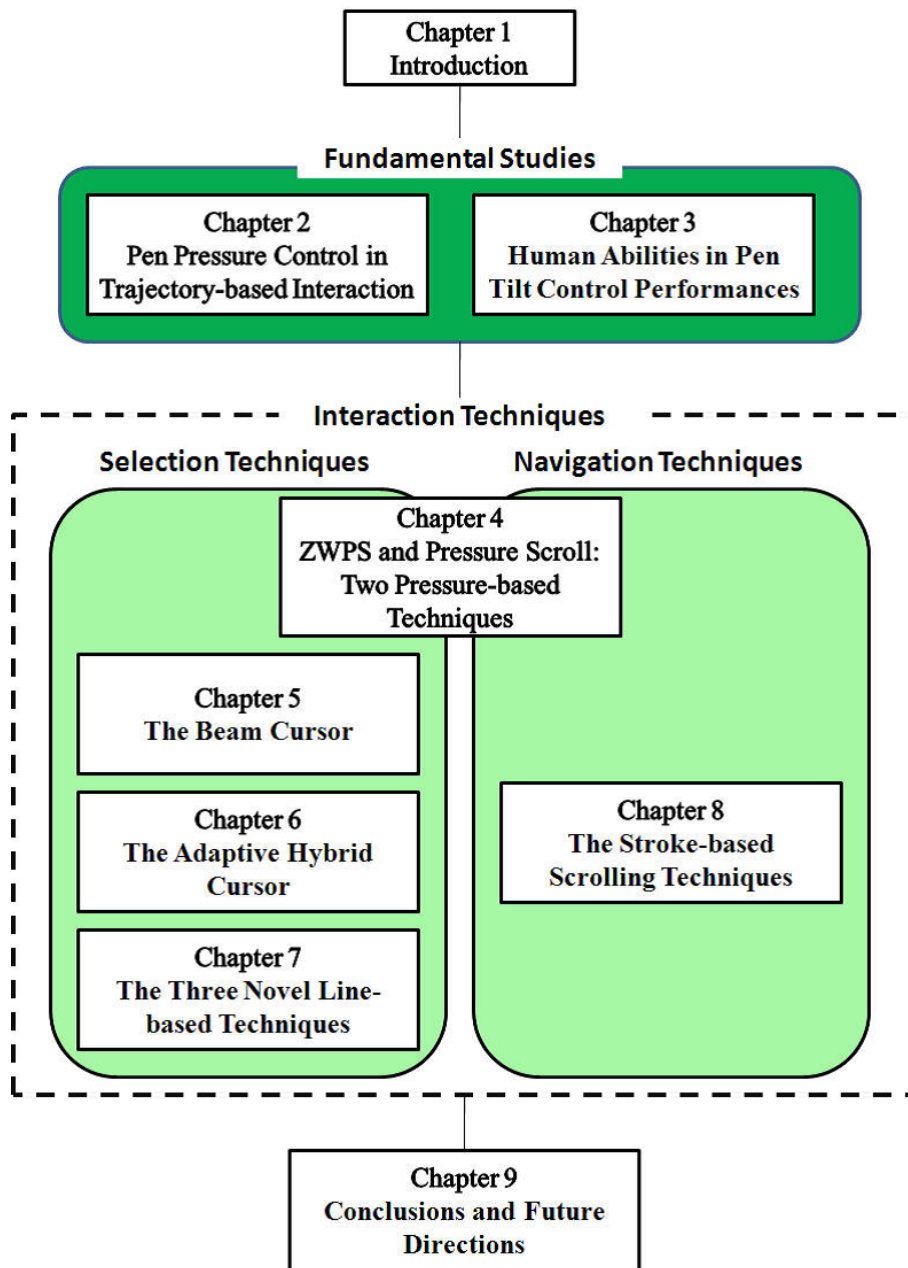 Chapter 1
Introduction
Fundamental Studies
Chapter 2
Pen Pressure Control in
Trajectory-based Interaction
Chapter 3
Human Abilities in Pen
Tilt Control Performances
Interaction Techniques
Selection Techniques
Navigation Techniques
Chapter 4
ZWPS and Pressure Scroll:
Two Pressure-based
Techniques
Chapter 5
The Beam Cursor
Chapter 6
The Adaptive Hybrid
Cursor
Chapter 7
The Three Novel Line-
based Techniques
Chapter 8
The Stroke-based
Scrolling Techniques
Chapter 9
Conclusions and Future
Directions